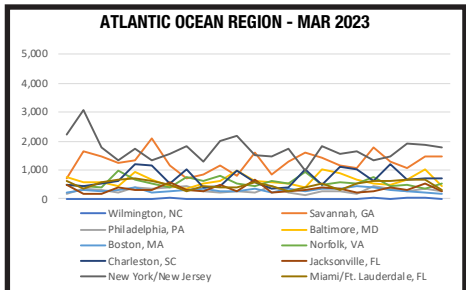 ATLANTIC OCEAN REGION - MAR 2023
5,000
4,000
3,000
2,000
1,000
0
Wilmington, NC
Savannah, GA
Philadelphia, PA
Baltimore, MD
Boston, MA
Norfolk, VA
Charleston, SC
Jacksonville, FL
New York/New Jersey
Miami/Ft. Lauderdale, FL